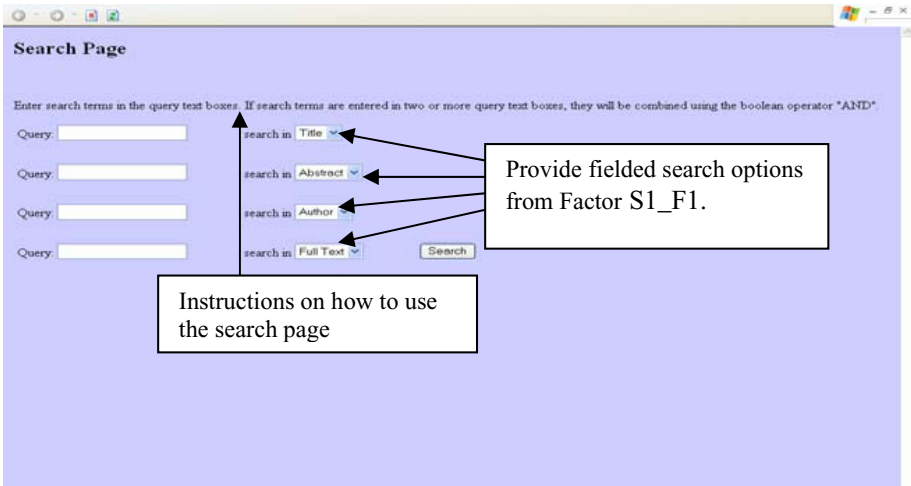 Search Page
Enter search terms in the query text boxes. If search terms are entered in two or more query text boxes, they will be combined using the boolean operator "AND".
Query: search in Title
Query: search in Abstract
Query: search in Author
Query: search in Full Text Search
Provide fielded search options
from Factor S1_F1.
Instructions on how to use
the search page